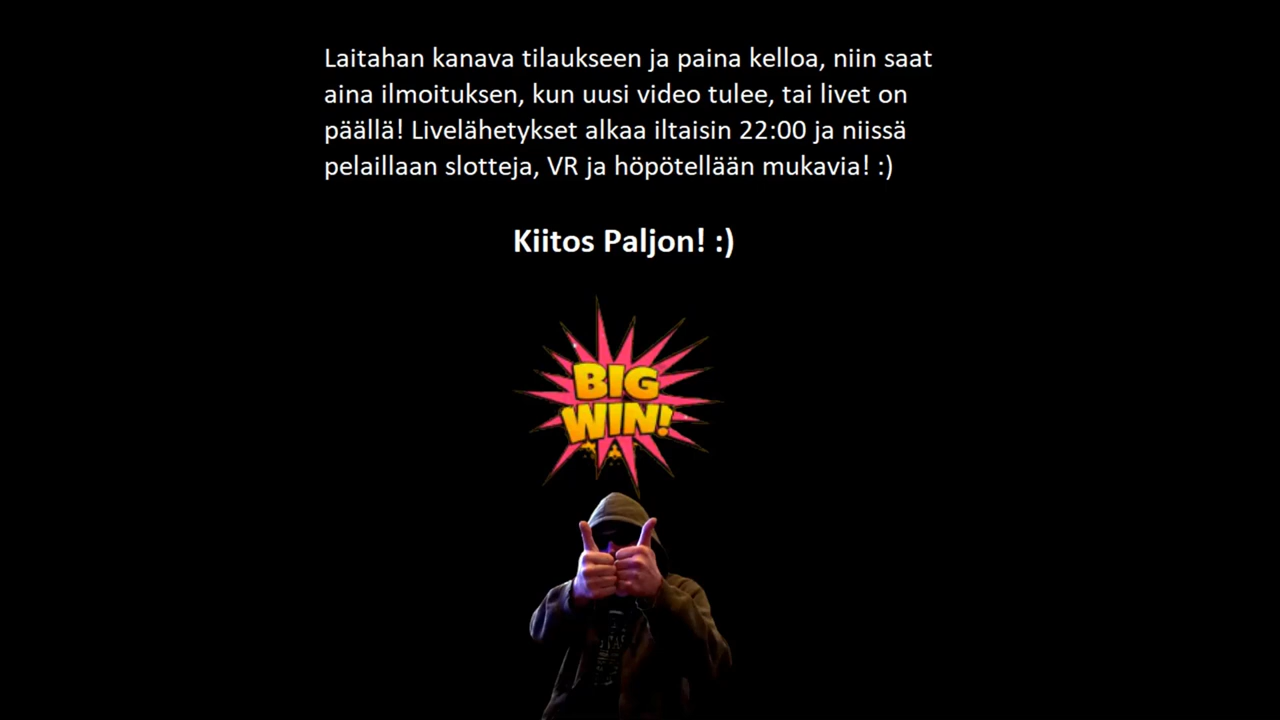 Laitahan kanava tilaukseen ja paina kelloa, niin saat
aina ilmoituksen, kun uusi video tulee, tai livet on
päällä! Livelähetykset alkaa iltaisin 22:00 ja niissä
pelaillaan slotteja, VR ja höpötellään mukavia! :)
Kiitos Paljon! :)
BIG
WIN!